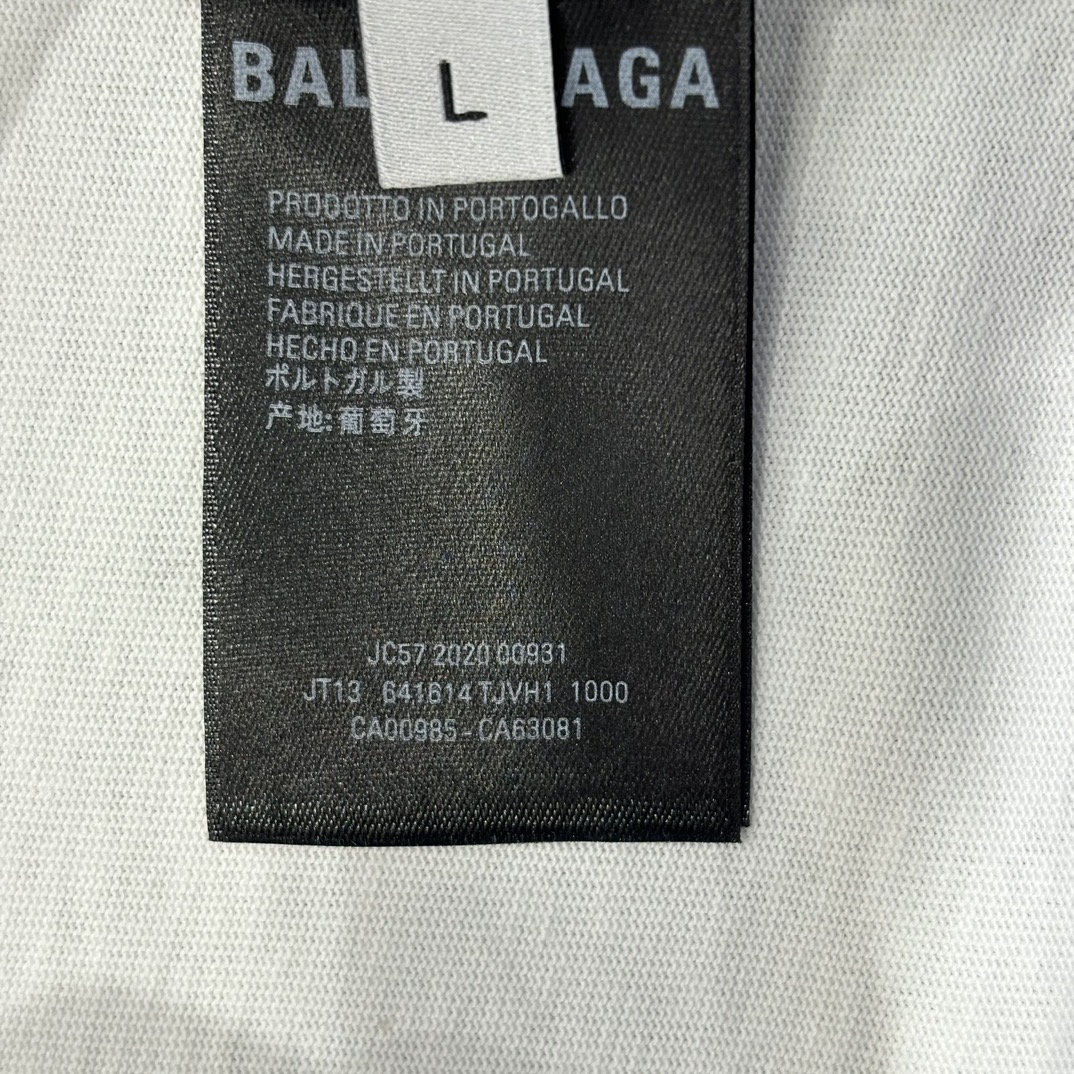 BAL AGA
L
PRODOTTO IN PORTOGALLO
MADE IN PORTUGAL
HERGESTELLT IN PORTUGAL
FABRIQUE EN PORTUGAL
HECHO EN PORTUGAL
ポルトガル製
产地:葡萄牙
JC57 2020 00931
JT13 641614 TJVH1 1000
CA00985-CA63081